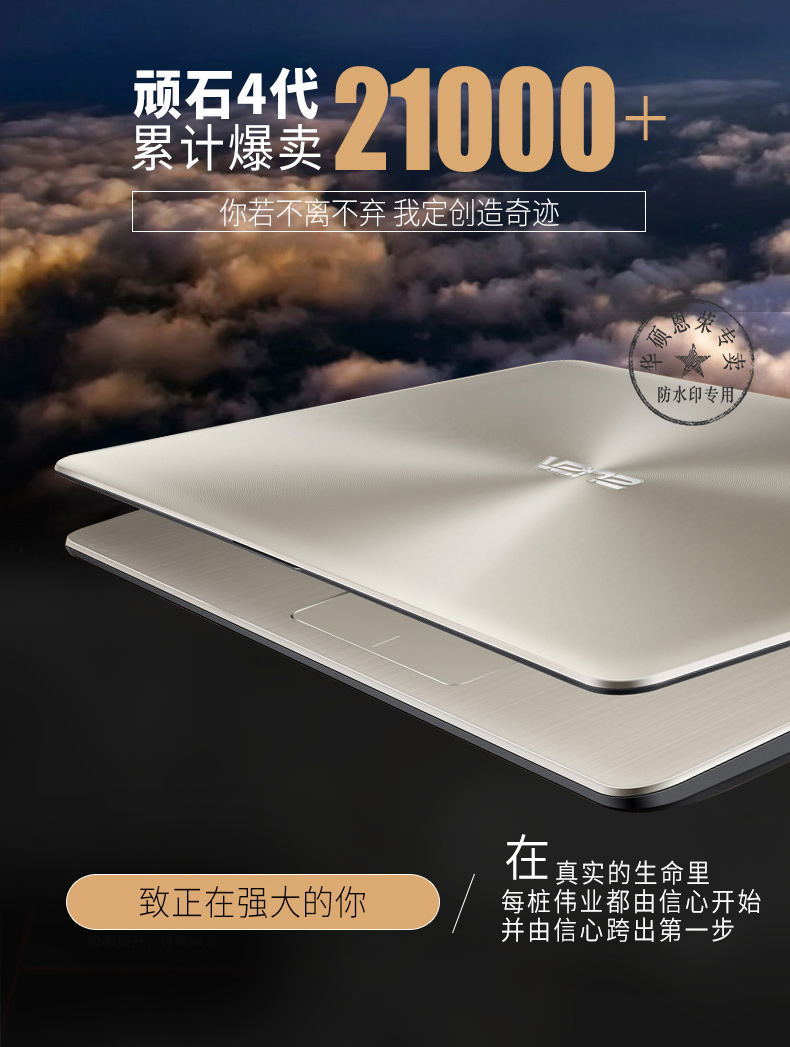 顽石4代
累计爆卖
21000+
你若不离不弃 我定创造奇迹
华硕恩荣专卖
防水印专用
ASUS
致正在强大的你
在真实的生命里
每桩伟业都由信心开始
并由信心跨出第一步